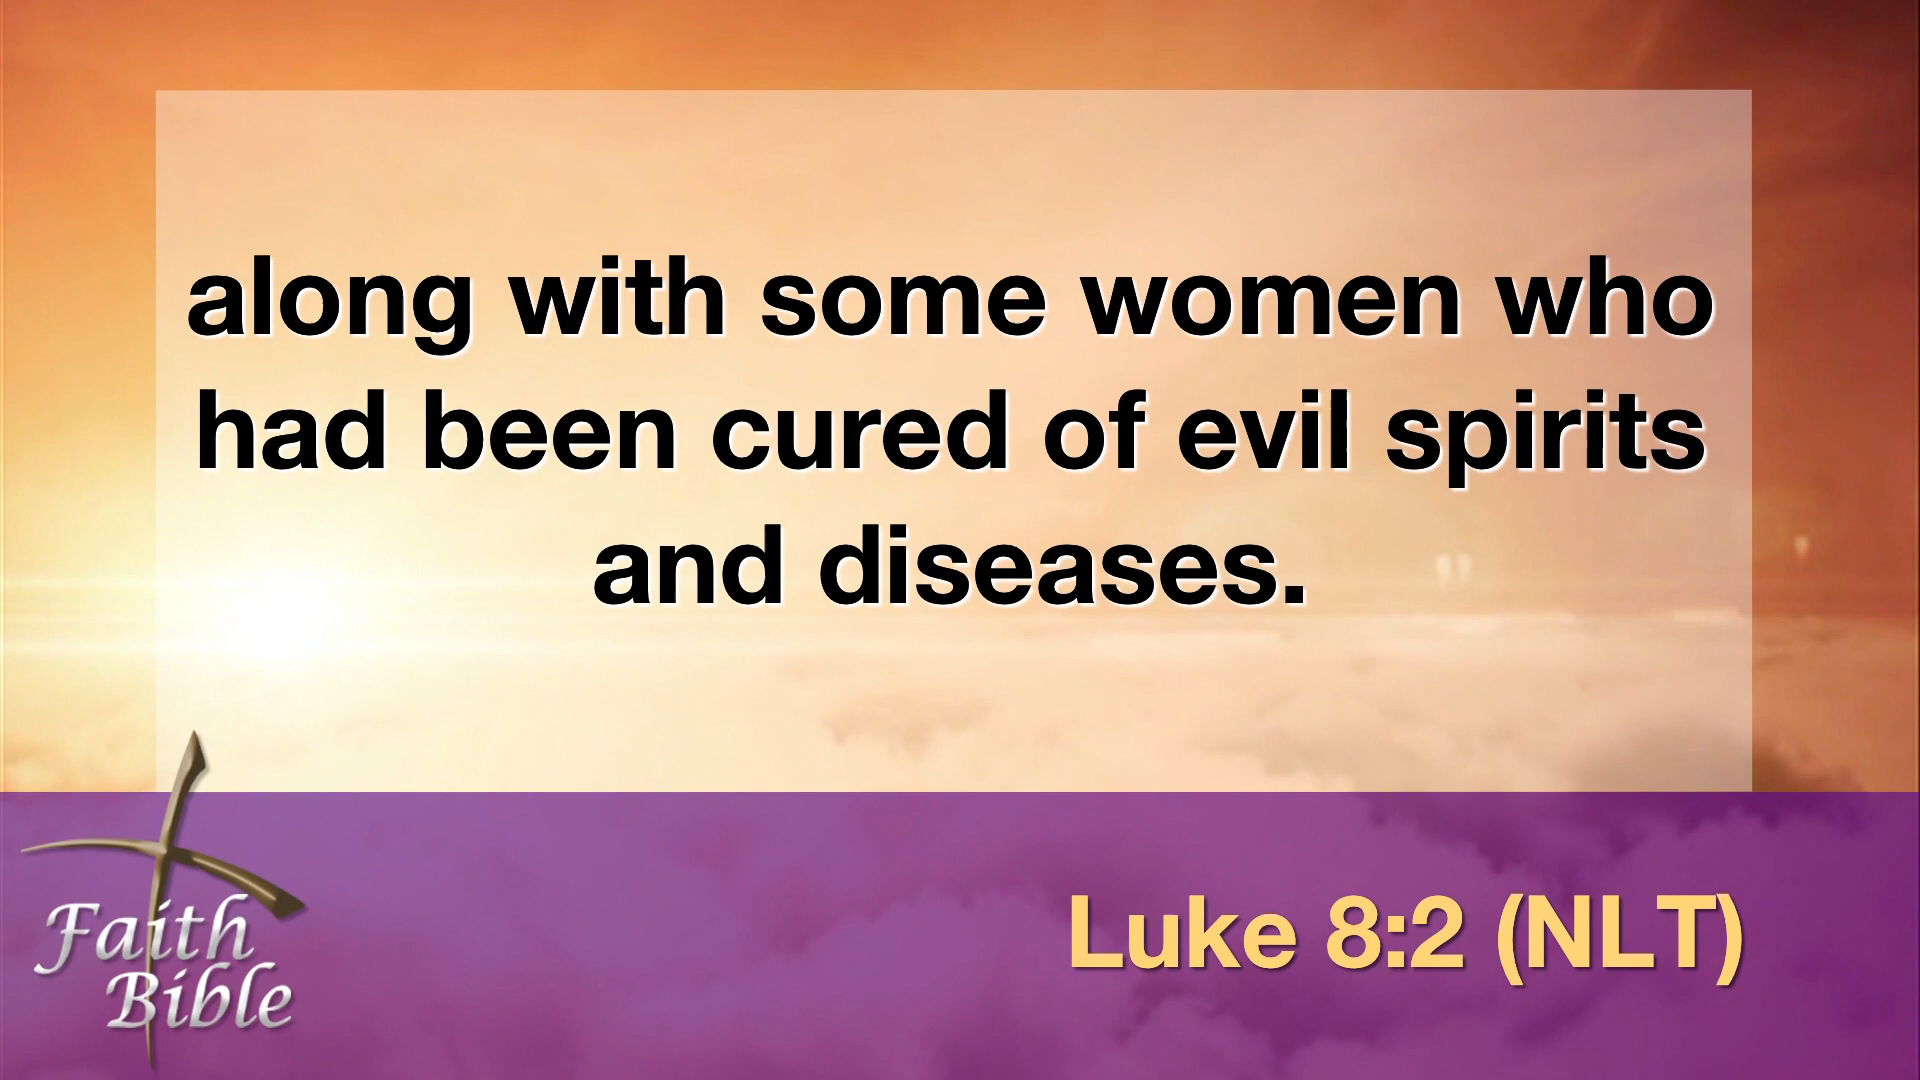 along with some women who
had been cured of evil spirits
and diseases.
Luke 8:2 (NLT)
Faith
Bible